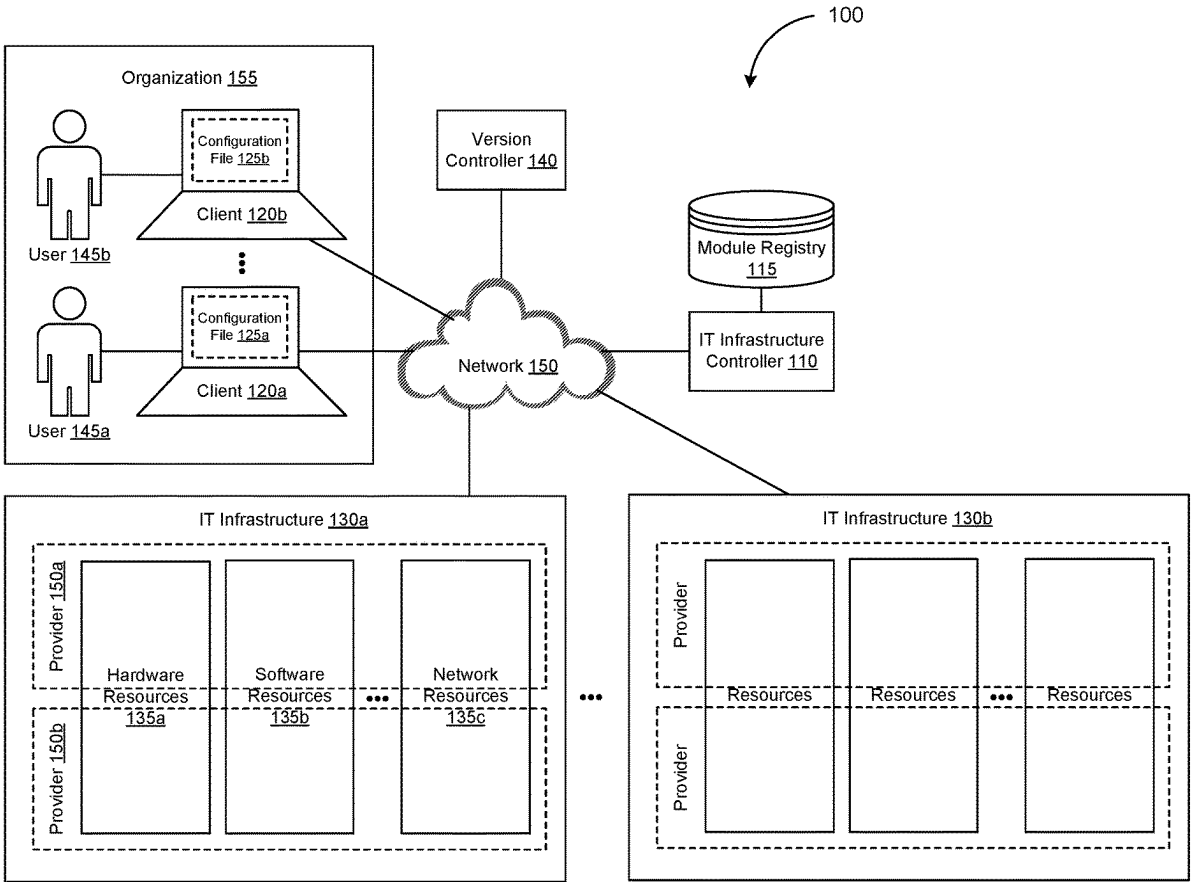 100
Organization 155
Configuration
File 125b
Client 120b
User 145b
Configuration
File 125a
Client 120a
User 145a
Version
Controller 140
Module Registry
115
IT Infrastructure
Controller 110
Network 150
IT Infrastructure 130a
Provider 150a
Provider 150b
Hardware
Resources
135a
Software
Resources
135b
Network
Resources
135c
IT Infrastructure 130b
Provider
Provider
Resources
Resources
Resources